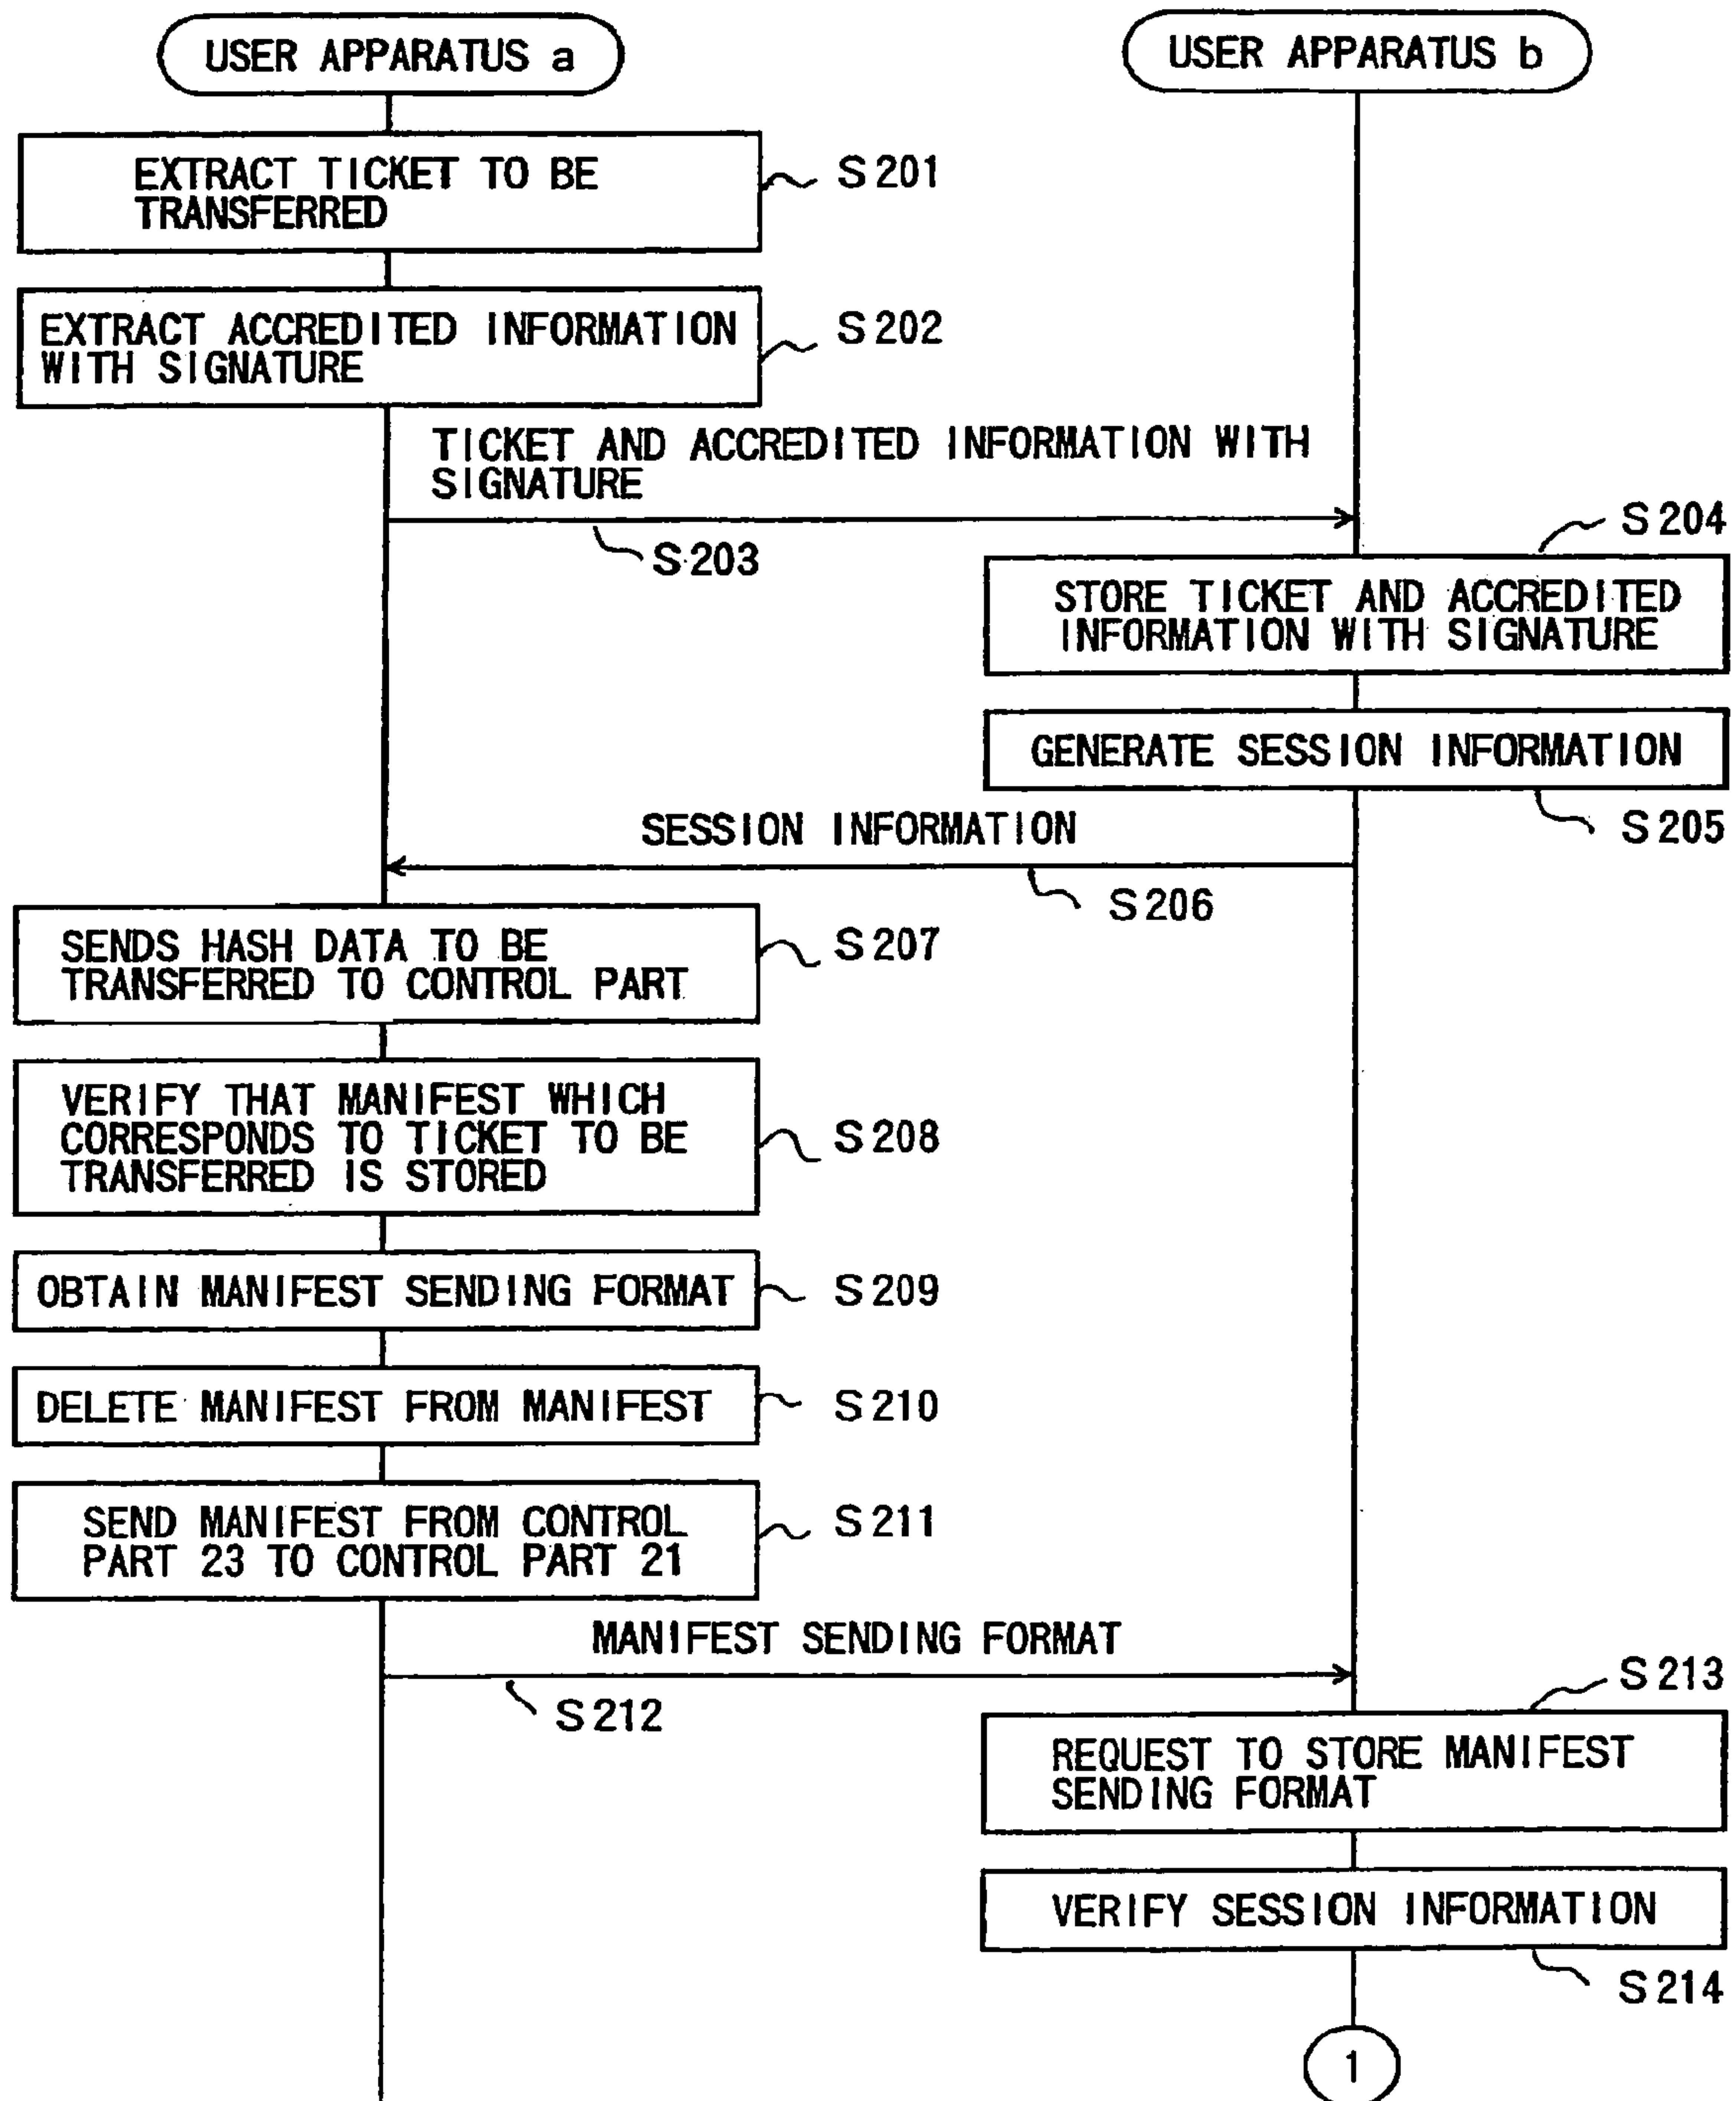 USER APPARATUS a
USER APPARATUS b
EXTRACT TICKET TO BE
TRANSFERRED
S201
EXTRACT ACCREDITED INFORMATION
WITH SIGNATURE
S202
TICKET AND ACCREDITED INFORMATION WITH
SIGNATURE
S203
S204
STORE TICKET AND ACCREDITED
INFORMATION WITH SIGNATURE
GENERATE SESSION INFORMATION
S205
SESSION INFORMATION
S206
SENDS HASH DATA TO BE
TRANSFERRED TO CONTROL PART
S207
VERIFY THAT MANIFEST WHICH
CORRESPONDS TO TICKET TO BE
TRANSFERRED IS STORED
S208
OBTAIN MANIFEST SENDING FORMAT
S209
DELETE MANIFEST FROM MANIFEST
S210
SEND MANIFEST FROM CONTROL
PART 23 TO CONTROL PART 21
S211
MANIFEST SENDING FORMAT
S212
S213
REQUEST TO STORE MANIFEST
SENDING FORMAT
VERIFY SESSION INFORMATION
S214
1